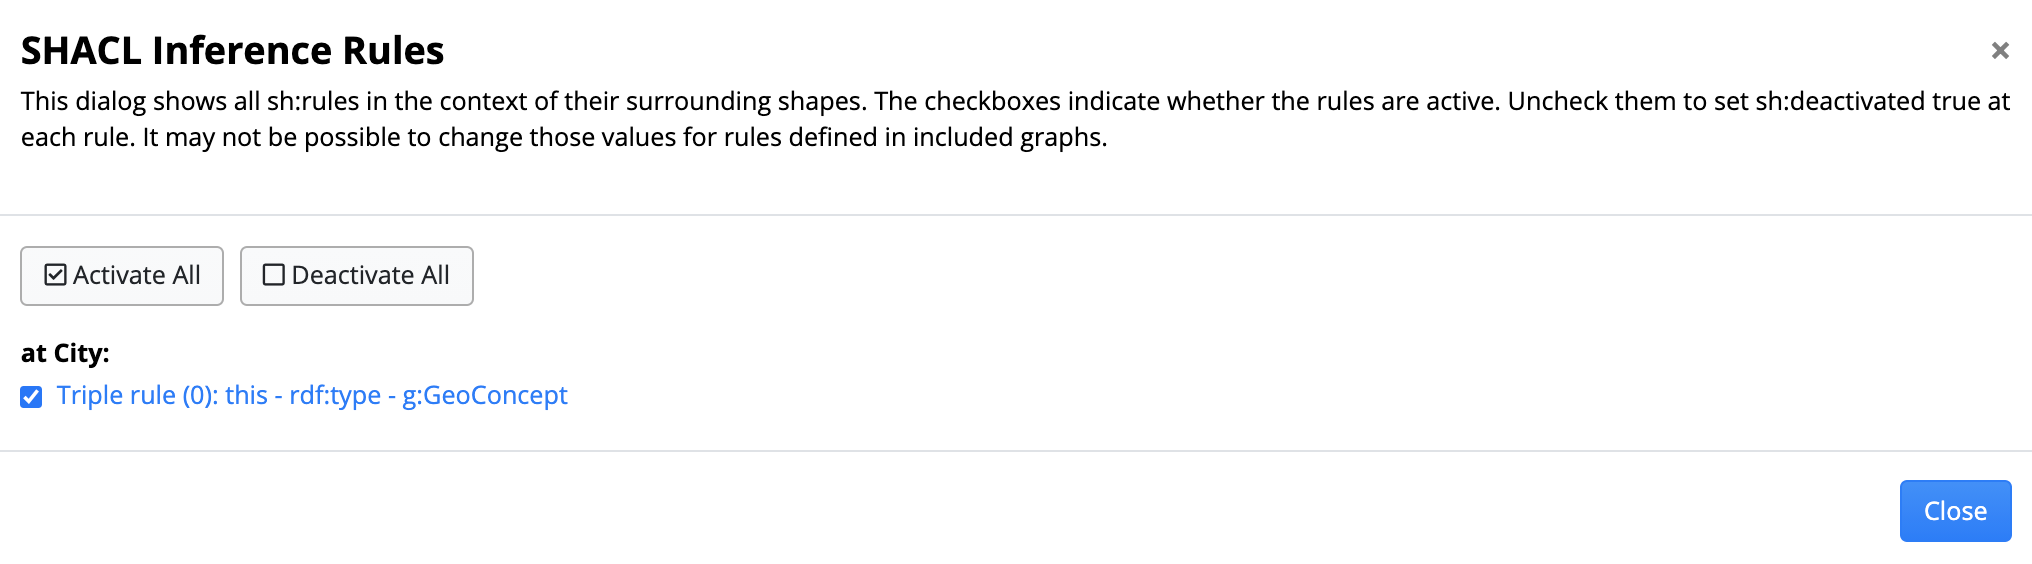 SHACL Inference Rules
This dialog shows all sh:rules in the context of their surrounding shapes. The checkboxes indicate whether the rules are active. Uncheck them to set sh:deactivated true at
each rule. It may not be possible to change those values for rules defined in included graphs.
Activate All Deactivate All
at City:
Triple rule (0): this - rdf:type - g:GeoConcept
Close